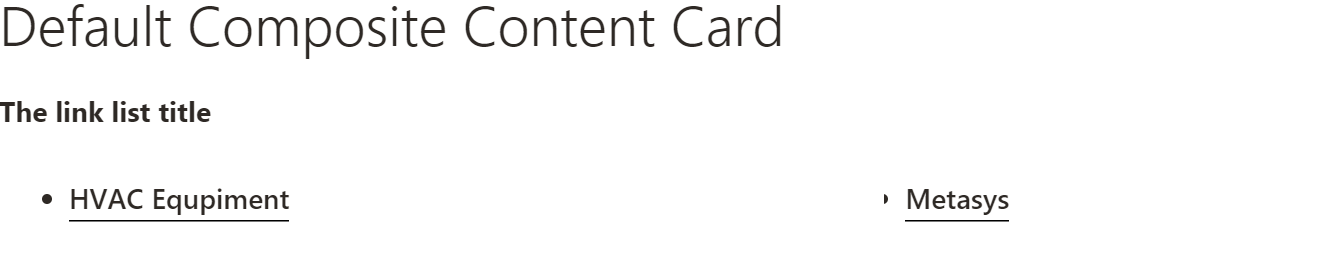 Default Composite Content Card
The link list title
• HVAC Equpiment
• Metasys